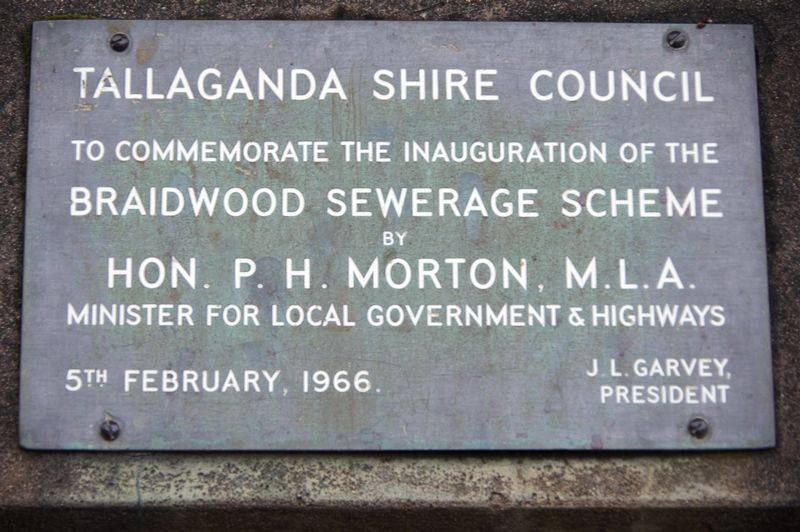 TALLAGANDA SHIRE COUNCIL
TO COMMEMORATE THE INAUGURATION OF THE
BRAIDWOOD SEWERAGE SCHEME
BY
HON. P. H. MORTON, M.L.A.
MINISTER FOR LOCAL GOVERNMENT & HIGHWAYS
5TH FEBRUARY, 1966.
J. L. GARVEY,
PRESIDENT